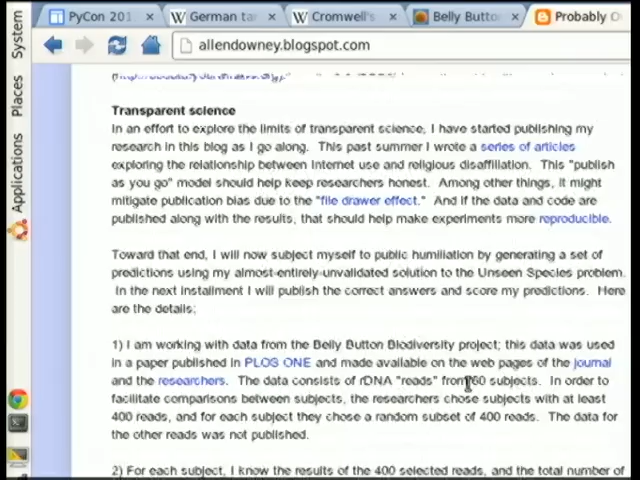 System
Places
Applications
PyCon 201
German ta
Cromwell's
Belly Butto
Probably O
allendowney.blogspot.com
Transparent science
In an effort to explore the limits of transparent science, I have started publishing my
research in this blog as I go along.  This past summer I wrote a series of articles
exploring the relationship between Internet use and religious disaffiliation.  This "publish
as you go" model should help keep researchers honest.  Among other things, it might
mitigate publication bias due to the "file drawer effect."  And if the data and code are
published along with the results, that should help make experiments more reproducible.
Toward that end, I will now subject myself to public humiliation by generating a set of
predictions using my almost-entirely-unvalidated solution to the Unseen Species problem.
In the next installment I will publish the correct answers and score my predictions.  Here
are the details:
1) I am working with data from the Belly Button Biodiversity project; this data was used
in a paper published in PLOS ONE and made available on the web pages of the journal
and the researchers.  The data consists of rDNA "reads" from 60 subjects.  In order to
facilitate comparisons between subjects, the researchers chose subjects with at least
400 reads, and for each subject they chose a random subset of 400 reads.  The data for
the other reads was not published.
2) For each subject, I know the results of the 400 selected reads, and the total number of